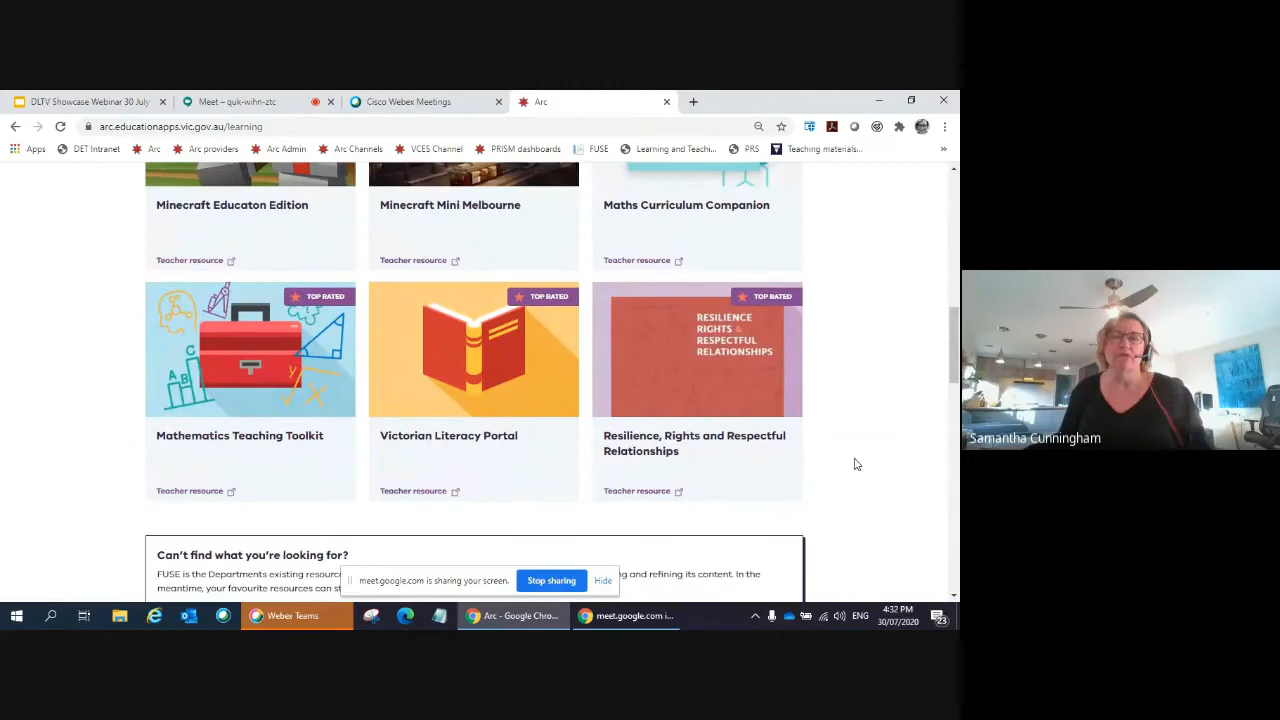 DLTV Showcase Webinar 30 July
Meet – quk-wihn-ztc
Cisco Webex Meetings
Arc
arc.educationapps.vic.gov.au/learning
Apps
DET Intranet
Arc
Arc providers
Arc Admin
Arc Channels
VCES Channel
PRISM dashboards
FUSE
Learning and Teachi...
PRS
Teaching materials...
»
Minecraft Educaton Edition
Minecraft Mini Melbourne
Maths Curriculum Companion
Teacher resource
Teacher resource
Teacher resource
TOP RATED
TOP RATED
TOP RATED
A
B
C
y
√x
RESILIENCE
RIGHTS &
RESPECTFUL
RELATIONSHIPS
Mathematics Teaching Toolkit
Victorian Literacy Portal
Resilience, Rights and Respectful
Relationships
Teacher resource
Teacher resource
Teacher resource
Samantha Cunningham
Can't find what you're looking for?
FUSE is the Departments existing resourc
ng and refining its content. In the
meantime, your favourite resources can st
meet.google.com is sharing your screen.
Stop sharing
Hide
Webex Teams
Arc - Google Chro...
meet.google.com i...
ENG
4:32 PM
30/07/2020
23